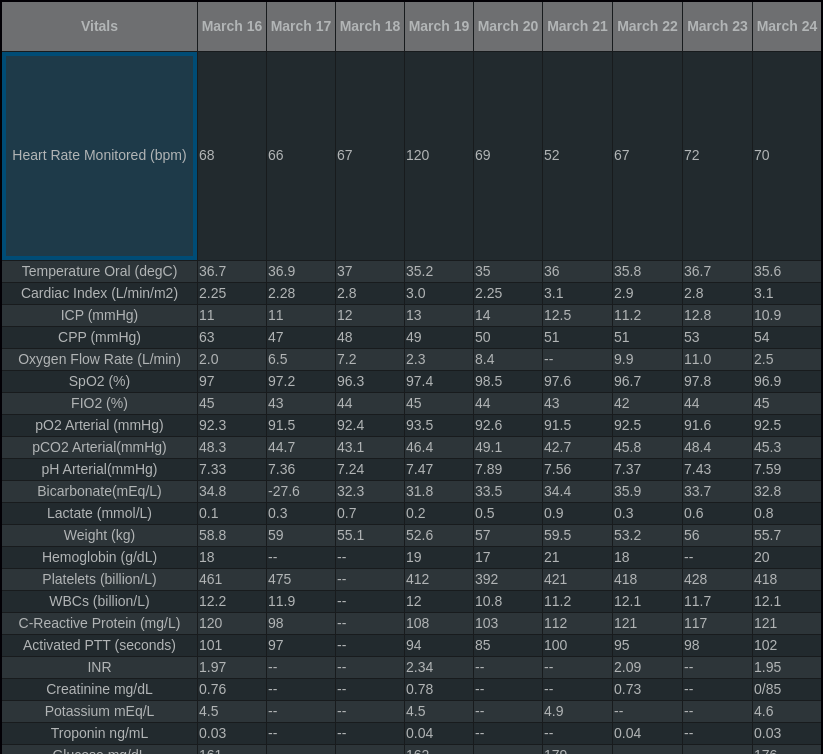 Vitals March 16 March 17 March 18 March 19 March 20 March 21 March 22 March 23 March 24
Heart Rate Monitored (bpm) 68 66 67 120 69 52 67 72 70
Temperature Oral (degC) 36.7 36.9 37 35.2 35 36 35.8 36.7 35.6
Cardiac Index (L/min/m2) 2.25 2.28 2.8 3.0 2.25 3.1 2.9 2.8 3.1
ICP (mmHg) 11 11 12 13 14 12.5 11.2 12.8 10.9
CPP (mmHg) 63 47 48 49 50 51 51 53 54
Oxygen Flow Rate (L/min) 2.0 6.5 7.2 2.3 8.4 -- 9.9 11.0 2.5
SpO2 (%) 97 97.2 96.3 97.4 98.5 97.6 96.7 97.8 96.9
FIO2 (%) 45 43 44 45 44 43 42 44 45
pO2 Arterial (mmHg) 92.3 91.5 92.4 93.5 92.6 91.5 92.5 91.6 92.5
pCO2 Arterial(mmHg) 48.3 44.7 43.1 46.4 49.1 42.7 45.8 48.4 45.3
pH Arterial(mmHg) 7.33 7.36 7.24 7.47 7.89 7.56 7.37 7.43 7.59
Bicarbonate(mEq/L) 34.8 -27.6 32.3 31.8 33.5 34.4 35.9 33.7 32.8
Lactate (mmol/L) 0.1 0.3 0.7 0.2 0.5 0.9 0.3 0.6 0.8
Weight (kg) 58.8 59 55.1 52.6 57 59.5 53.2 56 55.7
Hemoglobin (g/dL) 18 -- -- 19 17 21 18 -- 20
Platelets (billion/L) 461 475 -- 412 392 421 418 428 418
WBCs (billion/L) 12.2 11.9 -- 12 10.8 11.2 12.1 11.7 12.1
C-Reactive Protein (mg/L) 120 98 -- 108 103 112 121 117 121
Activated PTT (seconds) 101 97 -- 94 85 100 95 98 102
INR 1.97 -- -- 2.34 -- -- 2.09 -- 1.95
Creatinine mg/dL 0.76 -- -- 0.78 -- -- 0.73 -- 0/85
Potassium mEq/L 4.5 -- -- 4.5 -- 4.9 -- -- 4.6
Troponin ng/mL 0.03 -- -- 0.04 -- -- 0.04 -- 0.03